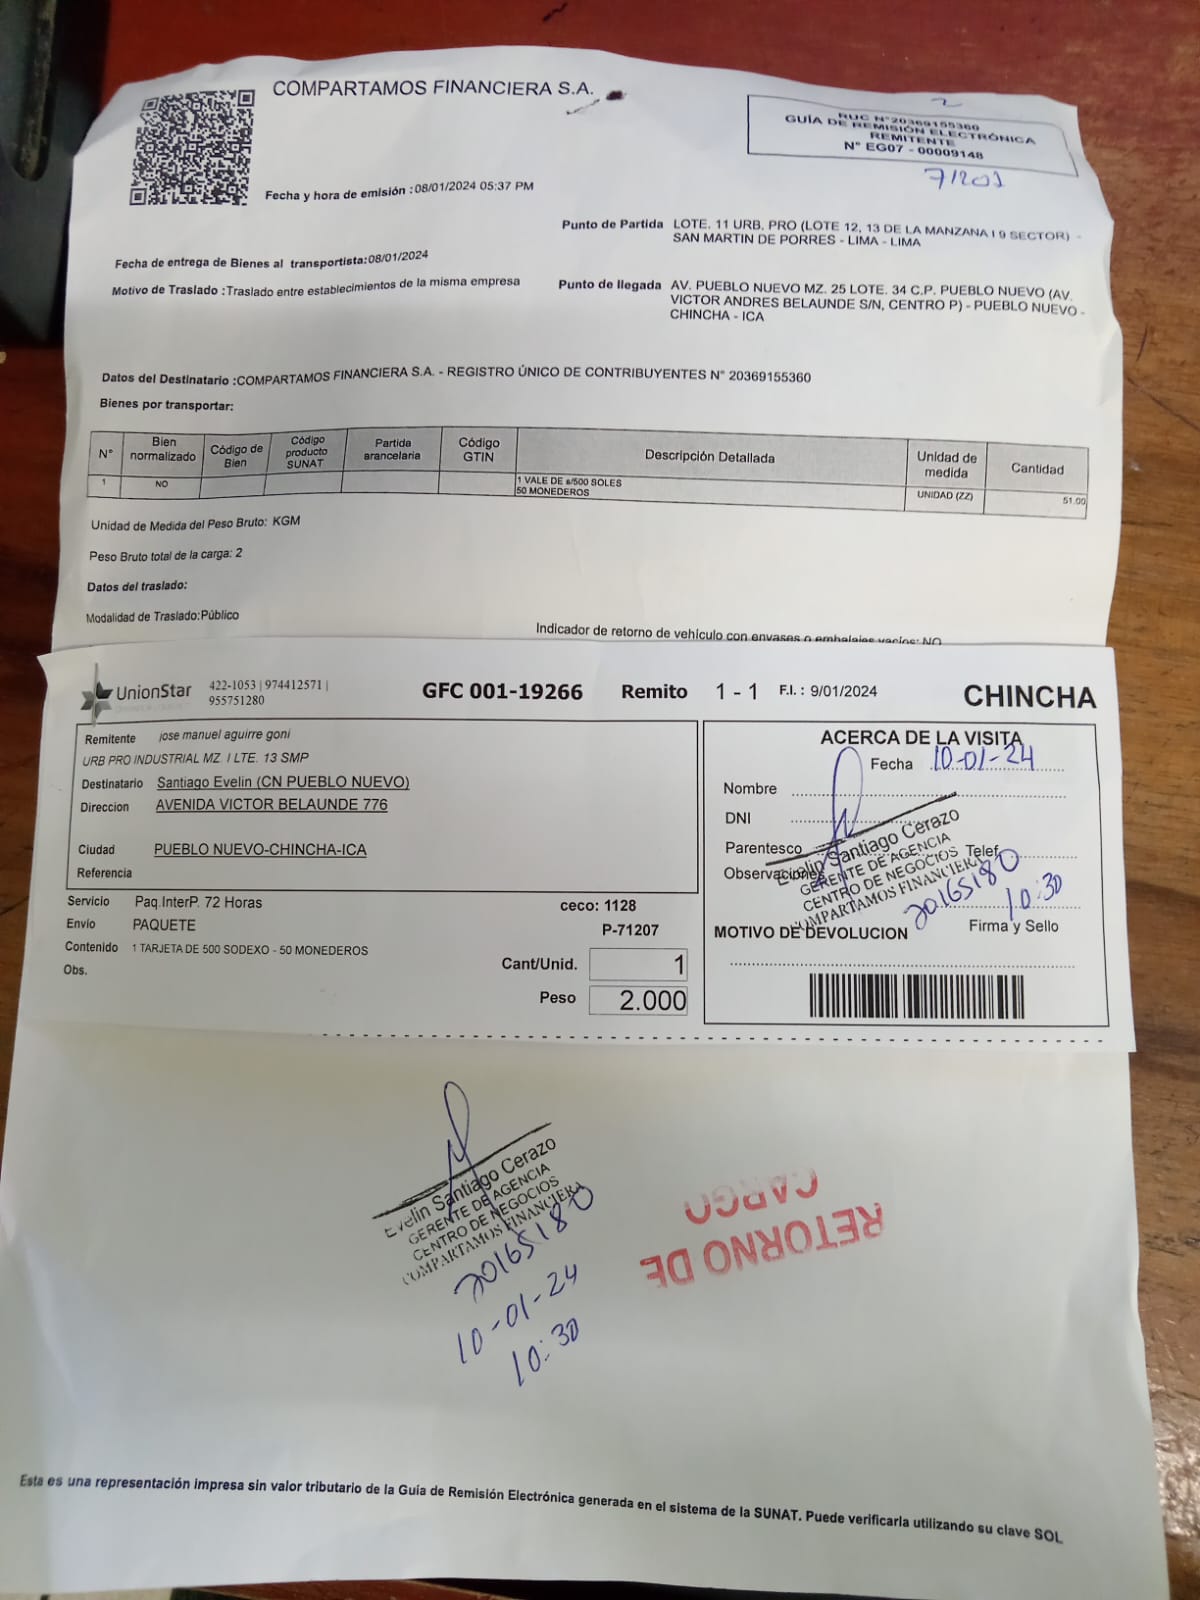 COMPARTAMOS FINANCIERA S.A.
RUC N°20369155360
GUÍA DE REMISIÓN ELECTRÓNICA
REMITENTE
N° EG07 - 00009148
Fecha y hora de emisión :08/01/2024 05:37 PM
Punto de Partida LOTE. 11 URB. PRO (LOTE 12, 13 DE LA MANZANA I 9 SECTOR) -
SAN MARTIN DE PORRES - LIMA - LIMA
Fecha de entrega de Bienes al transportista:08/01/2024
Motivo de Traslado :Traslado entre establecimientos de la misma empresa
Punto de llegada AV. PUEBLO NUEVO MZ. 25 LOTE. 34 C.P. PUEBLO NUEVO (AV.
VICTOR ANDRES BELAUNDE S/N, CENTRO P) - PUEBLO NUEVO -
CHINCHA - ICA
Datos del Destinatario :COMPARTAMOS FINANCIERA S.A. - REGISTRO ÚNICO DE CONTRIBUYENTES N° 20369155360
Bienes por transportar:
N° Bien normalizado Código de Bien Código producto SUNAT Partida arancelaria Código GTIN Descripción Detallada Unidad de medida Cantidad
1 NO 1 VALE DE s/500 SOLES UNIDAD (ZZ) 51.00
50 MONEDEROS
Unidad de Medida del Peso Bruto: KGM
Peso Bruto total de la carga: 2
Datos del traslado:
Modalidad de Traslado:Público
Indicador de retorno de vehículo con envases o embalajes vacios: NO
UnionStar 422-1053 | 974412571 |
955751280
GFC 001-19266 Remito 1 - 1 F.I.: 9/01/2024 CHINCHA
Remitente jose manuel aguirre goni
URB PRO INDUSTRIAL MZ. I LTE. 13 SMP
Destinatario Santiago Evelin (CN PUEBLO NUEVO)
Direccion AVENIDA VICTOR BELAUNDE 776
Ciudad PUEBLO NUEVO-CHINCHA-ICA
Referencia
Servicio Paq.InterP. 72 Horas
Envio PAQUETE
Contenido 1 TARJETA DE 500 SODEXO - 50 MONEDEROS
Obs.
ceco: 1128
P-71207
Cant/Unid. 1
Peso 2.000
ACERCA DE LA VISITA
Fecha 10-01-24
Nombre
DNI
Parentesco Telef
Observaciones
Evelin Santiago Cerazo
GERENTE DE AGENCIA
CENTRO DE NEGOCIOS
COMPARTAMOS FINANCIERA
70165180
10:30
Firma y Sello
MOTIVO DE DEVOLUCION
Evelin Santiago Cerazo
GERENTE DE AGENCIA
CENTRO DE NEGOCIOS
COMPARTAMOS FINANCIERA
70165180
10-01-24
10:30
RETORNO DE
CARGO
Esta es una representación impresa sin valor tributario de la Guía de Remisión Electrónica generada en el sistema de la SUNAT. Puede verificarla utilizando su clave SOL